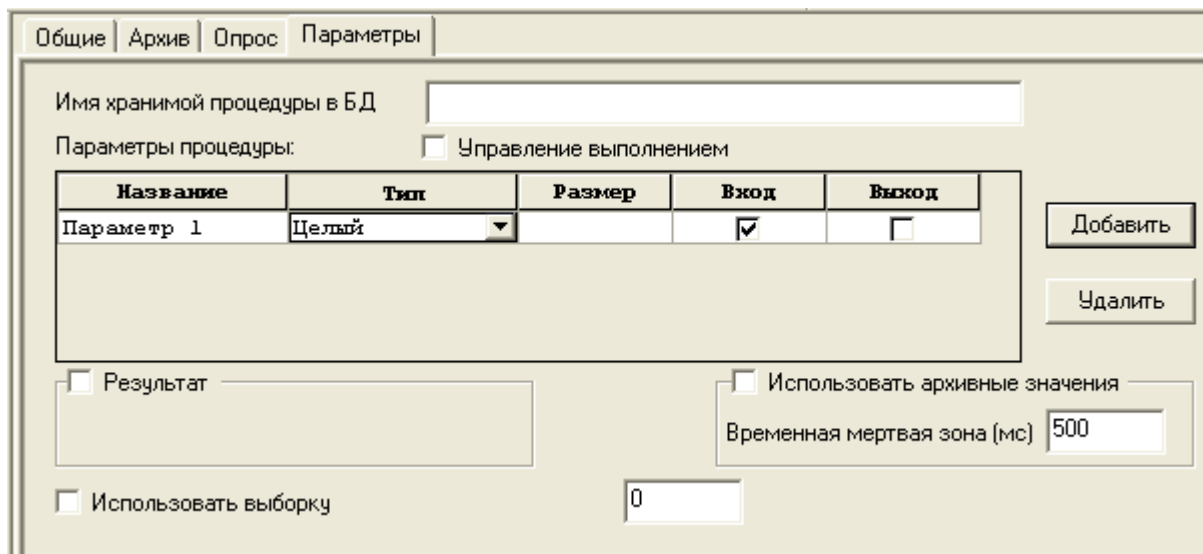 Общие Архив Опрос Параметры
Имя хранимой процедуры в БД
Параметры процедуры: Управление выполнением
Название Тип Размер Вход Выход
Параметр 1 Целый
Добавить
Удалить
Результат Использовать архивные значения
Временная мертвая зона (мс) 500
Использовать выборку 0